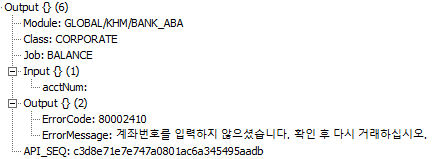 Output {} (6)
Module: GLOBAL/KHM/BANK_ABA
Class: CORPORATE
Job: BALANCE
Input {} (1)
acctNum:
Output {} (2)
ErrorCode: 80002410
ErrorMessage: 계좌번호를 입력하지 않으셨습니다. 확인 후 다시 거래하십시오.
API_SEQ: c3d8e71e7e747a0801ac6a345495aadb